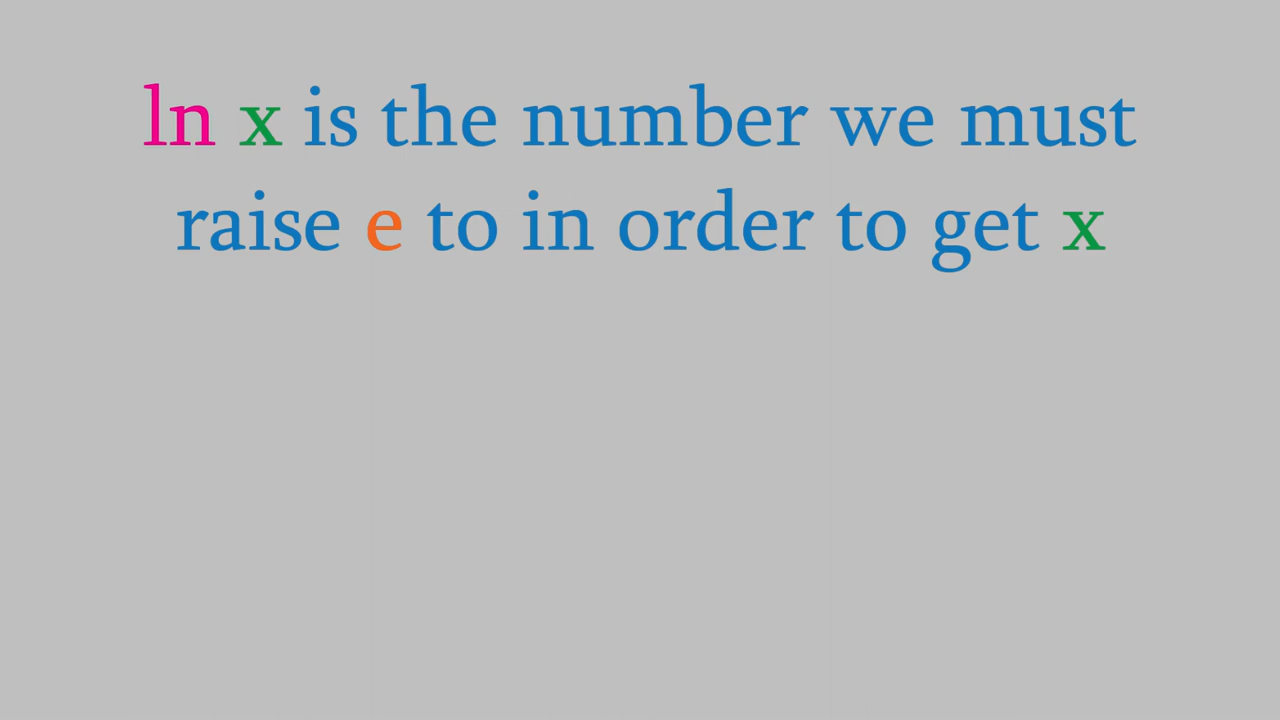 ln x is the number we must
raise e to in order to get x